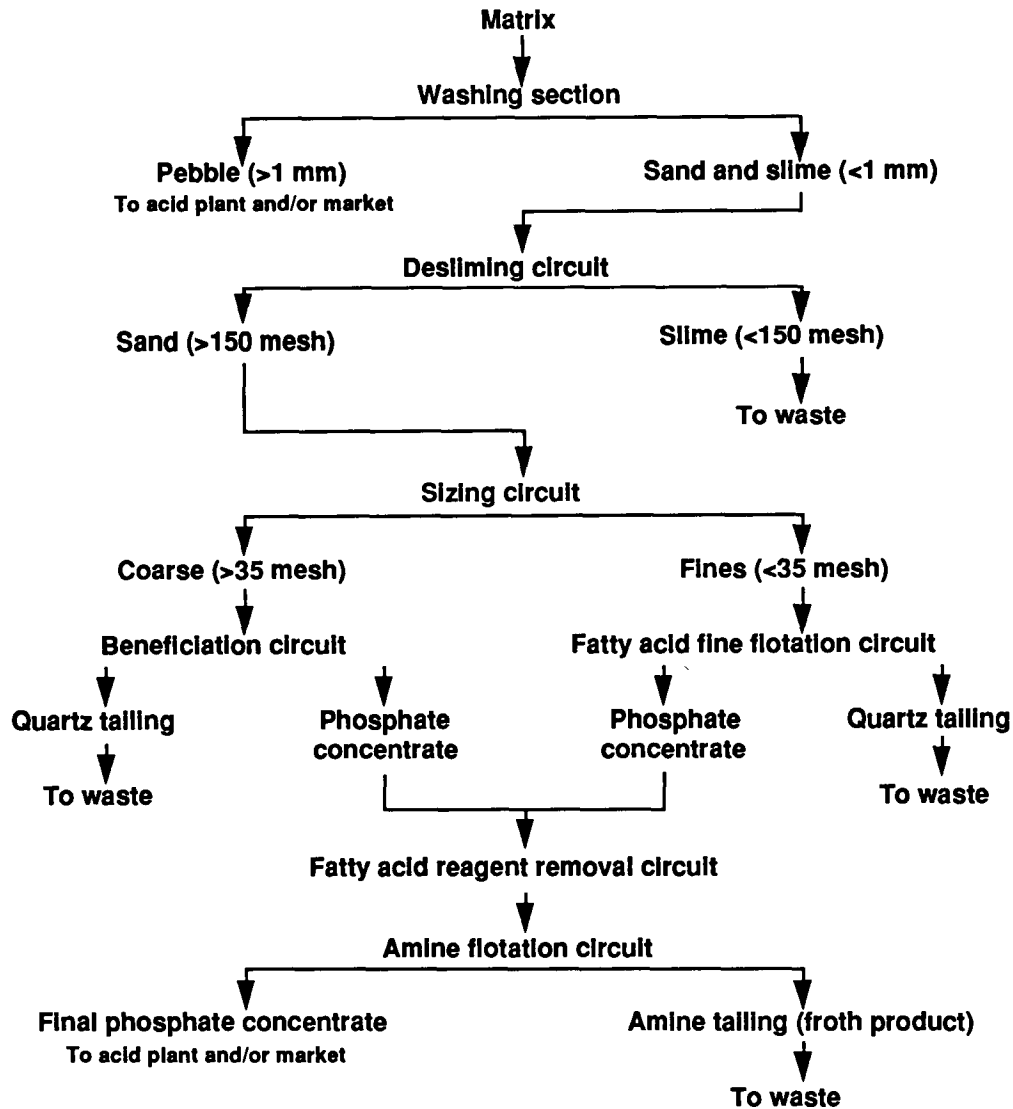 Matrix
Washing section
Pebble (>1 mm)
To acid plant and/or market
Sand and slime (<1 mm)
Desliming circuit
Sand (>150 mesh)
Slime (<150 mesh)
To waste
Sizing circuit
Coarse (>35 mesh)
Fines (<35 mesh)
Beneficiation circuit
Fatty acid fine flotation circuit
Quartz tailing
Phosphate
concentrate
Phosphate
concentrate
Quartz tailing
To waste
To waste
Fatty acid reagent removal circuit
Amine flotation circuit
Final phosphate concentrate
To acid plant and/or market
Amine tailing (froth product)
To waste